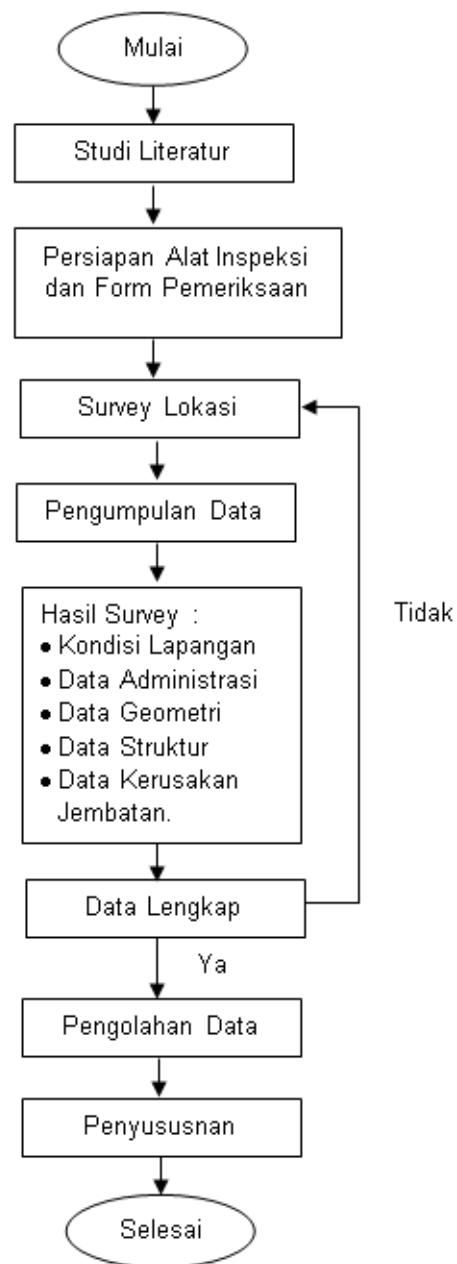 Mulai
Studi Literatur
Persiapan Alat Inspeksi
dan Form Pemeriksaan
Survey Lokasi
Pengumpulan Data
Hasil Survey :
• Kondisi Lapangan
• Data Administrasi
• Data Geometri
• Data Struktur
• Data Kerusakan
Jembatan.
Tidak
Data Lengkap
Ya
Pengolahan Data
Penyususnan
Selesai